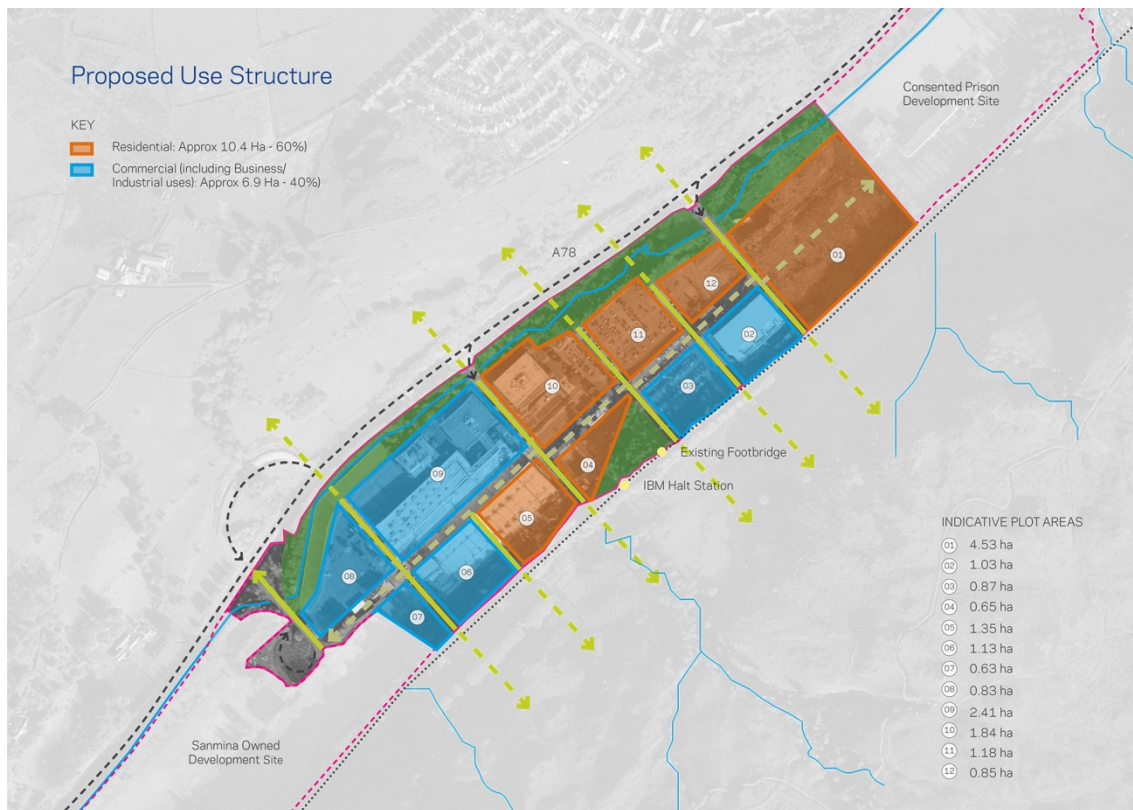 Proposed Use Structure
KEY
Residential: Approx 10.4 Ha - 60%)
Commercial (including Business/
Industrial uses): Approx 6.9 Ha - 40%)
Consented Prison
Development Site
A78
01
12
02
11
03
10
04
09
05
06
08
07
Existing Footbridge
IBM Halt Station
Sanmina Owned
Development Site
INDICATIVE PLOT AREAS
01 4.53 ha
02 1.03 ha
03 0.87 ha
04 0.65 ha
05 1.35 ha
06 1.13 ha
07 0.63 ha
08 0.83 ha
09 2.41 ha
10 1.84 ha
11 1.18 ha
12 0.85 ha